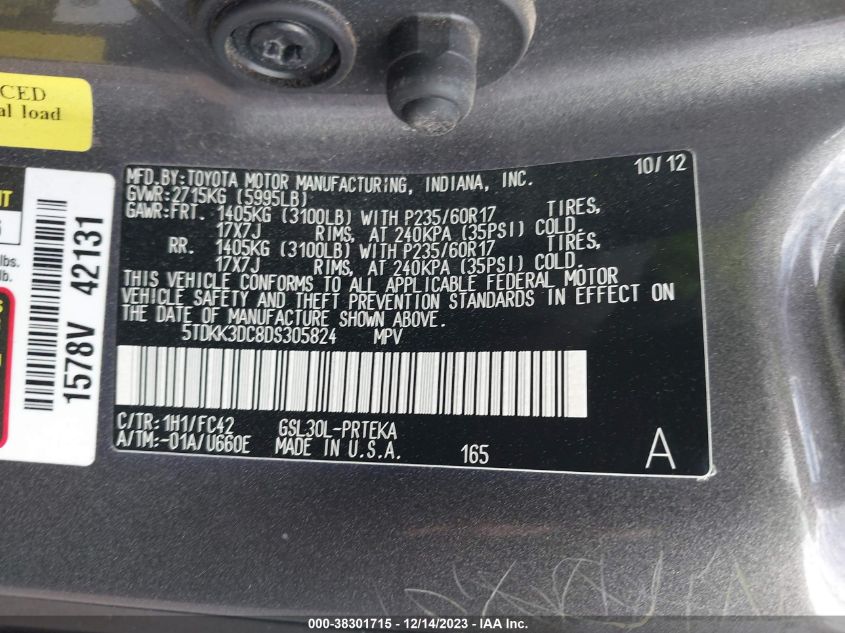 CED
al load
NT
lbs.
lb.
1578V 42131
MFD.BY:TOYOTA MOTOR MANUFACTURING, INDIANA, INC. 10/12
GVWR:2715KG (5995LB)
GAWR:FRT. 1405KG (3100LB) WITH P235/60R17 TIRES,
17X7J RIMS, AT 240KPA (35PSI) COLD.
RR. 1405KG (3100LB) WITH P235/60R17 TIRES,
17X7J RIMS, AT 240KPA (35PSI) COLD.
THIS VEHICLE CONFORMS TO ALL APPLICABLE FEDERAL MOTOR
VEHICLE SAFETY AND THEFT PREVENTION STANDARDS IN EFFECT ON
THE DATE OF MANUFACTURE SHOWN ABOVE.
5TDKK3DC8DS305824 MPV
C/TR:1H1/FC42 GSL30L-PRTEKA
A/TM:-01A/U660E MADE IN U.S.A. 165 A
000-38301715 - 12/14/2023 - IAA Inc.